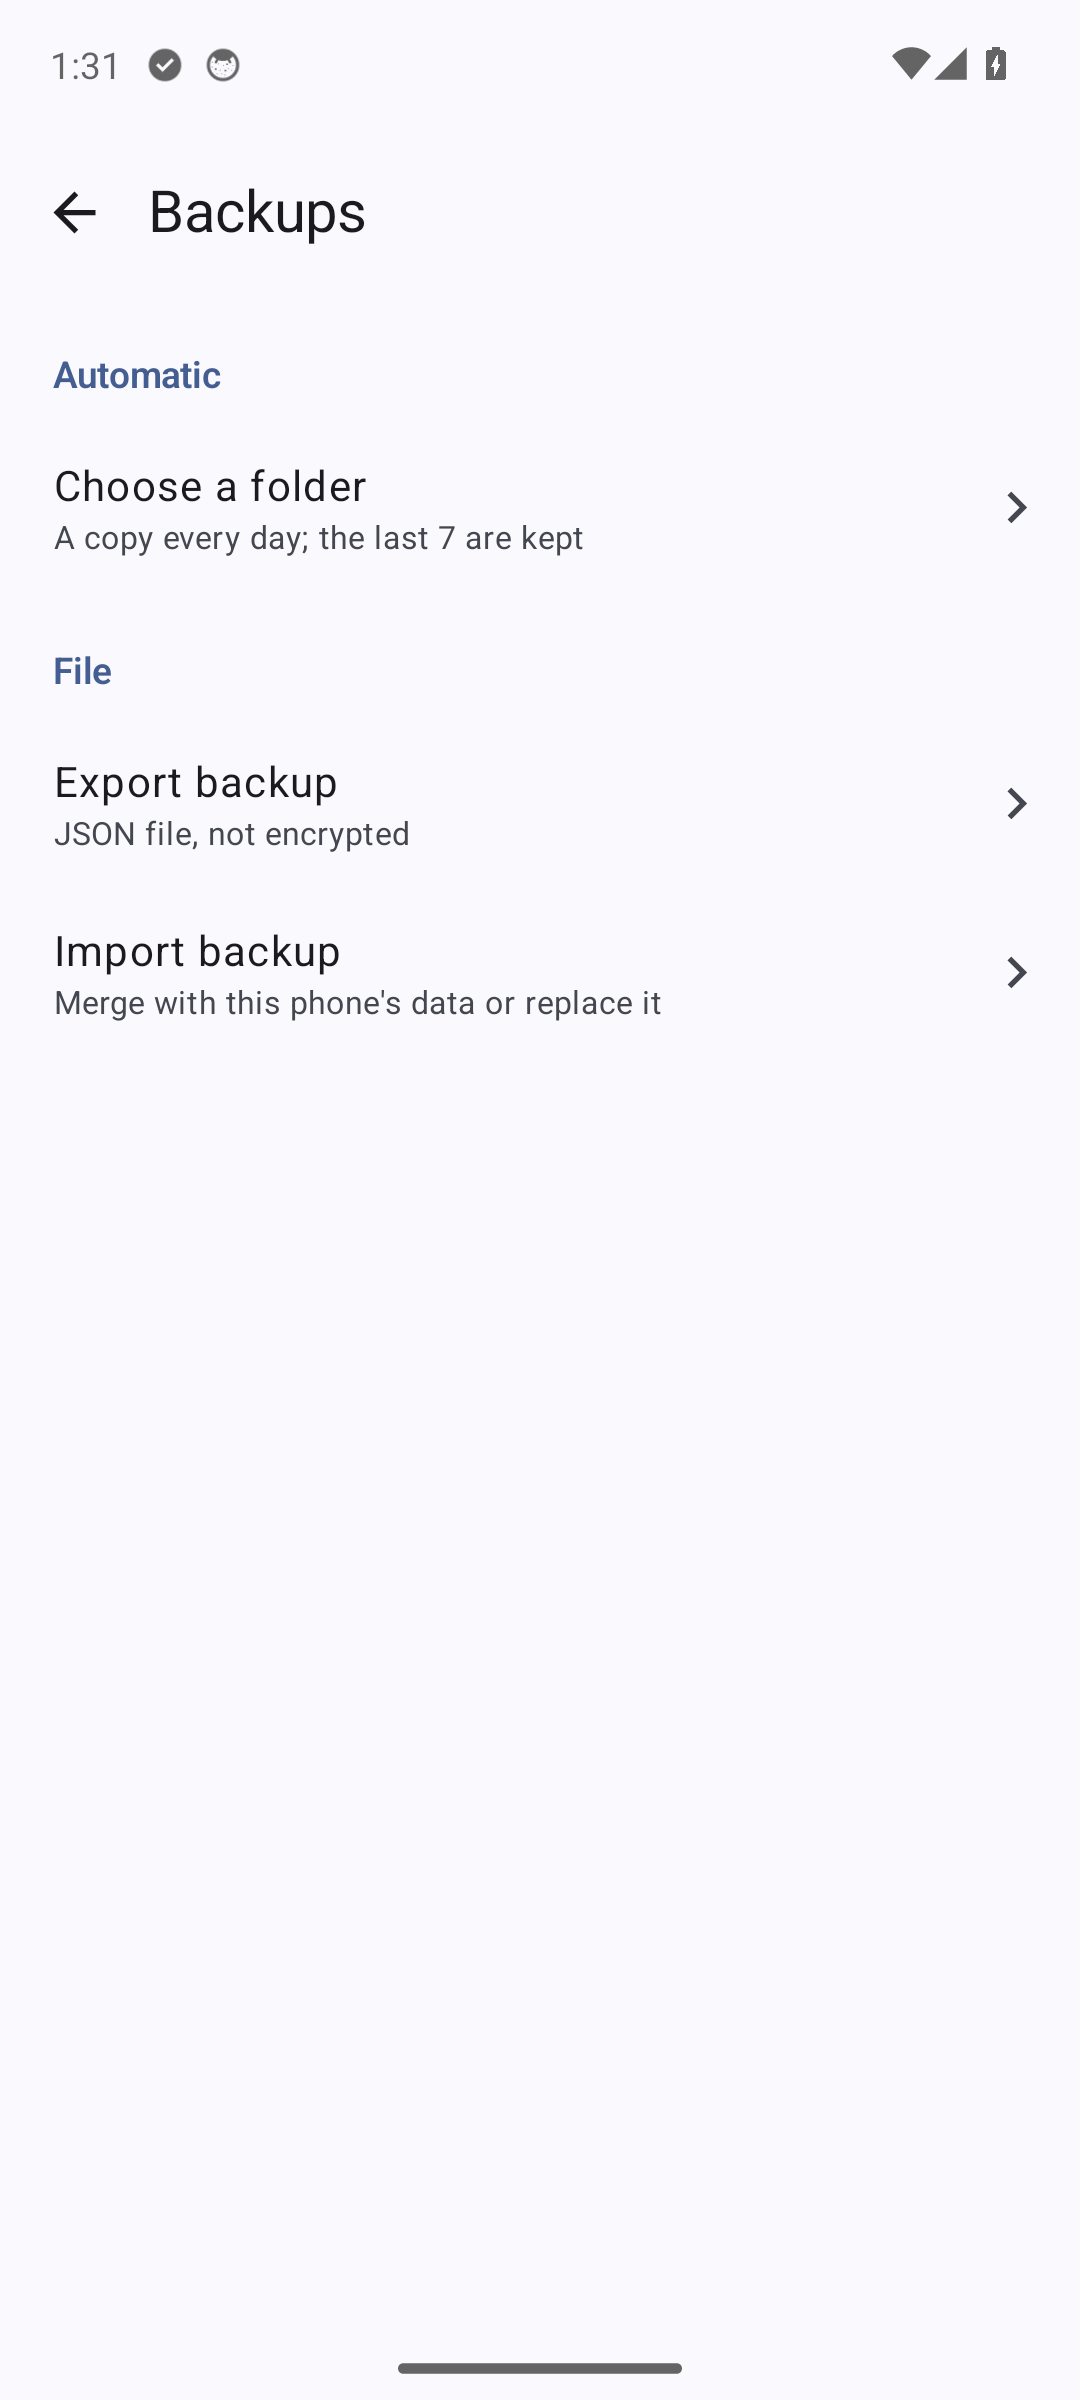 1:31
Backups
Automatic
Choose a folder
A copy every day; the last 7 are kept
File
Export backup
JSON file, not encrypted
Import backup
Merge with this phone's data or replace it